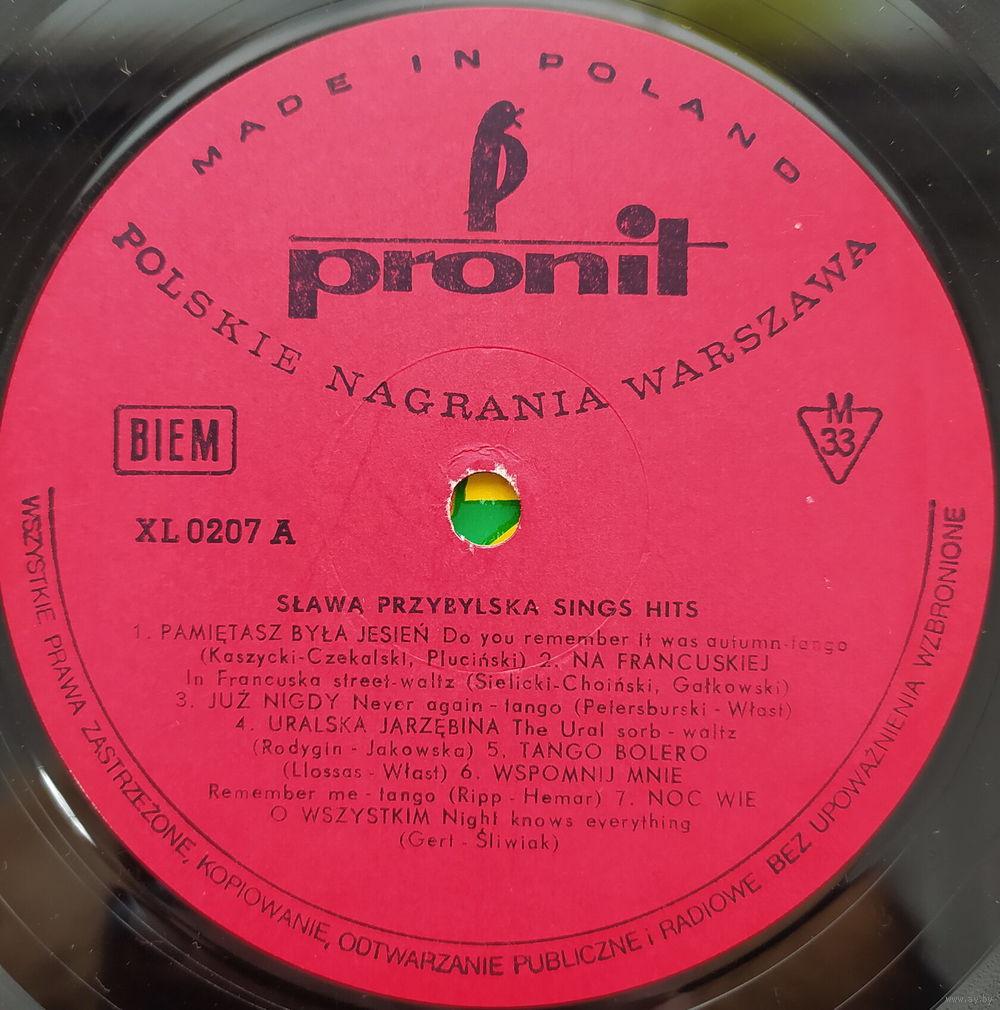 MADE IN POLAND
pronit
POLSKIE NAGRANIA WARSZAWA
BIEM
M
33
XL 0207 A
SŁAWA PRZYBYLSKA SINGS HITS
1. PAMIĘTASZ BYŁA JESIEŃ Do you remember it was autumn-tango
(Kaszycki-Czekalski, Pluciński) 2. NA FRANCUSKIEJ
In Francuska street-waltz (Sielicki-Choiński, Gałkowski)
3. JUŻ NIGDY Never again - tango (Petersburski - Włast)
4. URALSKA JARZĘBINA The Ural sorb - waltz
(Rodygin - Jakowska) 5. TANGO BOLERO
(Llossas - Włast) 6. WSPOMNIJ MNIE
Remember me - tango (Ripp - Hemar) 7. NOC WIE
O WSZYSTKIM Night knows everything
(Gert - Śliwiak)
WSZYSTKIE PRAWA ZASTRZEŻONE, KOPIOWANIE, ODTWARZANIE PUBLICZNE i RADIOWE BEZ UPOWAŻNIENIA WZBRONIONE
www.ay.by